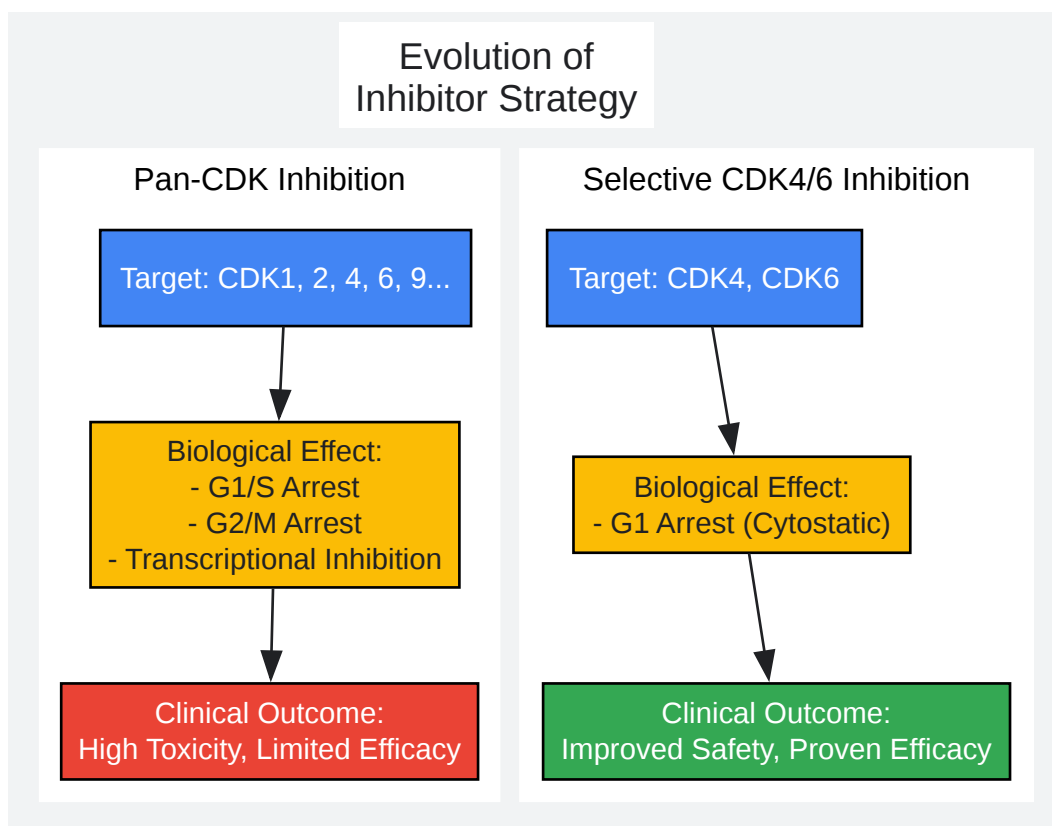 Evolution of
Inhibitor Strategy
Pan-CDK Inhibition
Target: CDK1, 2, 4, 6, 9...
Biological Effect:
- G1/S Arrest
- G2/M Arrest
- Transcriptional Inhibition
Clinical Outcome:
High Toxicity, Limited Efficacy
Selective CDK4/6 Inhibition
Target: CDK4, CDK6
Biological Effect:
- G1 Arrest (Cytostatic)
Clinical Outcome:
Improved Safety, Proven Efficacy